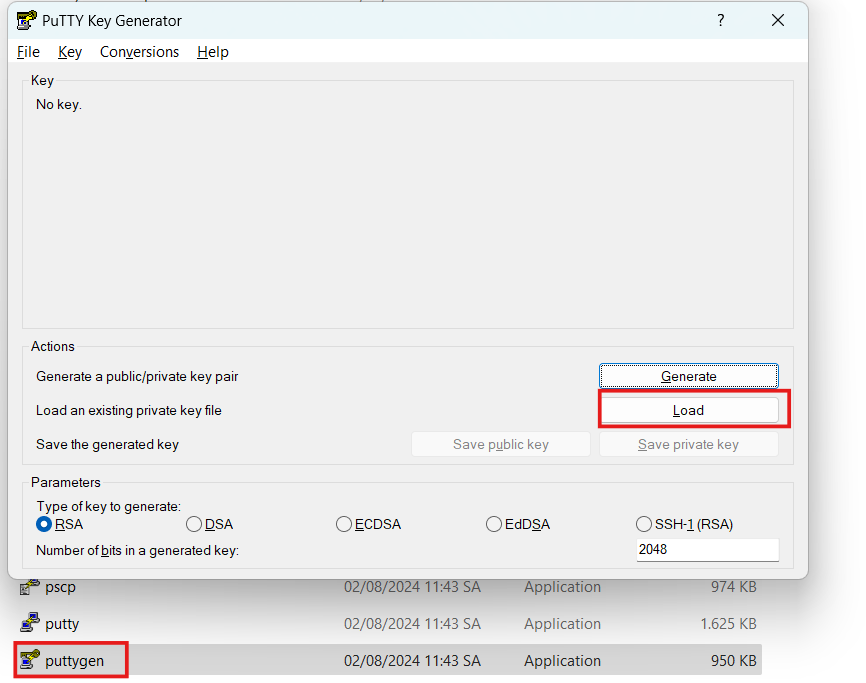 PuTTY Key Generator ?
File Key Conversions Help
Key
No key.
Actions
Generate a public/private key pair Generate
Load an existing private key file Load
Save the generated key Save public key Save private key
Parameters
Type of key to generate:
RSA DSA ECDSA EdDSA SSH-1 (RSA)
Number of bits in a generated key: 2048
pscp 02/08/2024 11:43 SA Application 974 KB
putty 02/08/2024 11:43 SA Application 1.625 KB
puttygen 02/08/2024 11:43 SA Application 950 KB